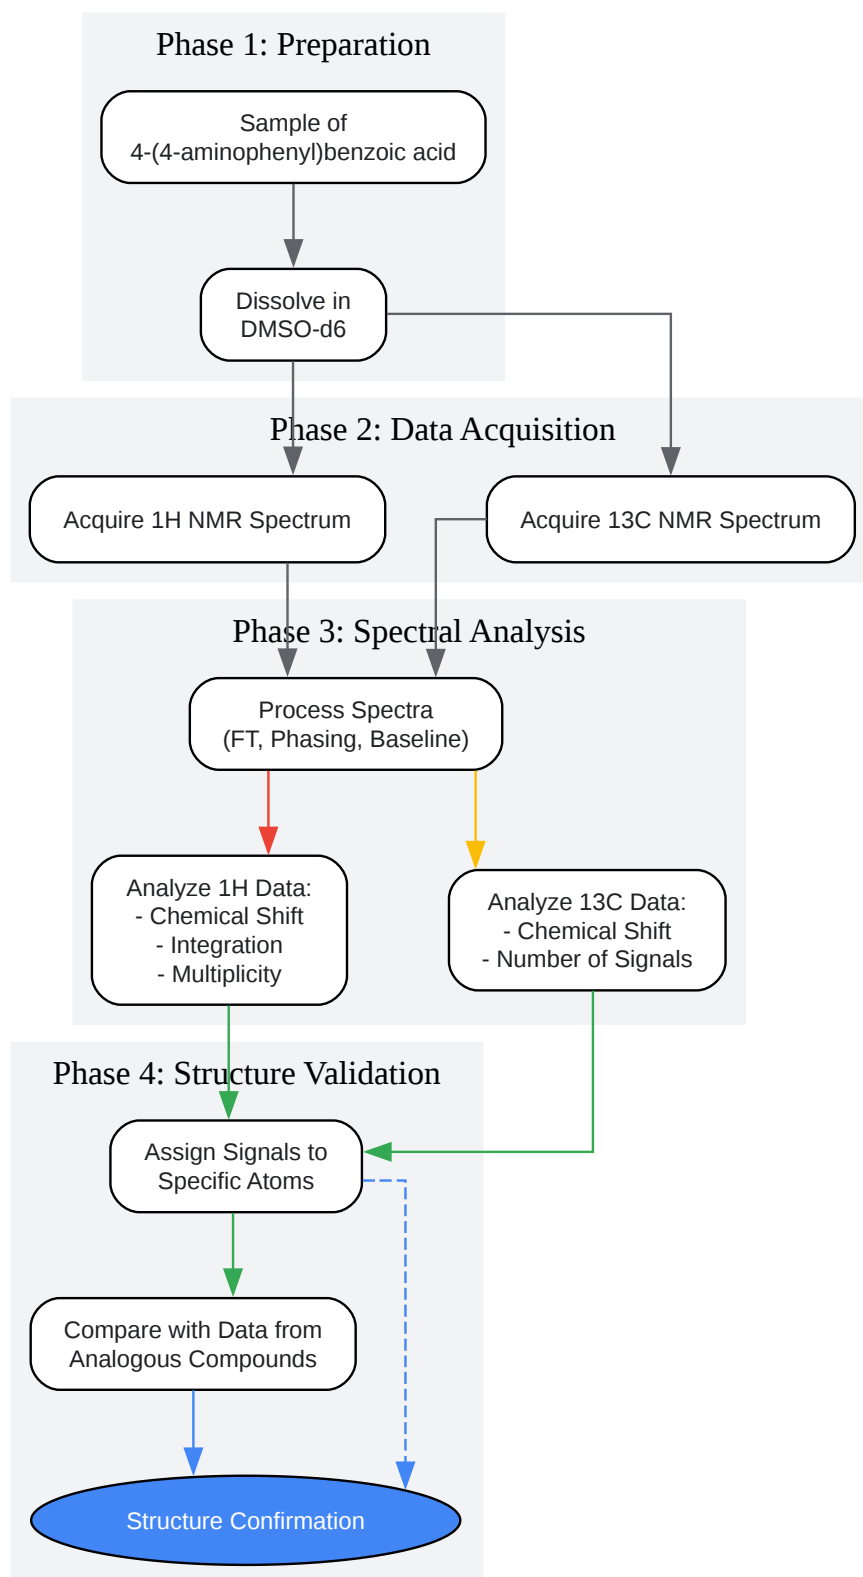 Phase 1: Preparation
Sample of
4-(4-aminophenyl)benzoic acid
Dissolve in
DMSO-d6
Phase 2: Data Acquisition
Acquire 1H NMR Spectrum
Acquire 13C NMR Spectrum
Phase 3: Spectral Analysis
Process Spectra
(FT, Phasing, Baseline)
Analyze 1H Data:
- Chemical Shift
- Integration
- Multiplicity
Analyze 13C Data:
- Chemical Shift
- Number of Signals
Phase 4: Structure Validation
Assign Signals to
Specific Atoms
Compare with Data from
Analogous Compounds
Structure Confirmation